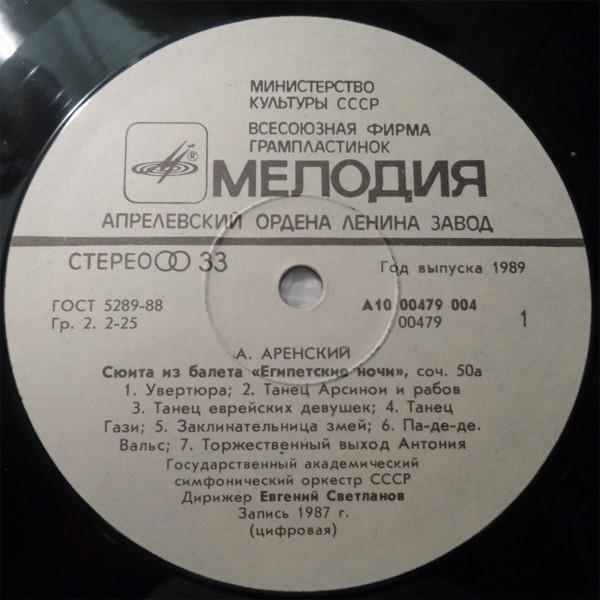 МИНИСТЕРСТВО
КУЛЬТУРЫ СССР
ВСЕСОЮЗНАЯ ФИРМА
ГРАМПЛАСТИНОК
®
МЕЛОДИЯ
АПРЕЛЕВСКИЙ ОРДЕНА ЛЕНИНА ЗАВОД
СТЕРЕО 33
Год выпуска 1989
ГОСТ 5289-88
Гр. 2. 2-25
А10 00479 004
00479
1
А. АРЕНСКИЙ
Сюита из балета «Египетские ночи», соч. 50а
1. Увертюра; 2. Танец Арсинои и рабов
3. Танец еврейских девушек; 4. Танец
Гази; 5. Заклинательница змей; 6. Па-де-де.
Вальс; 7. Торжественный выход Антония
Государственный академический
симфонический оркестр СССР
Дирижер Евгений Светланов
Запись 1987 г.
(цифровая)